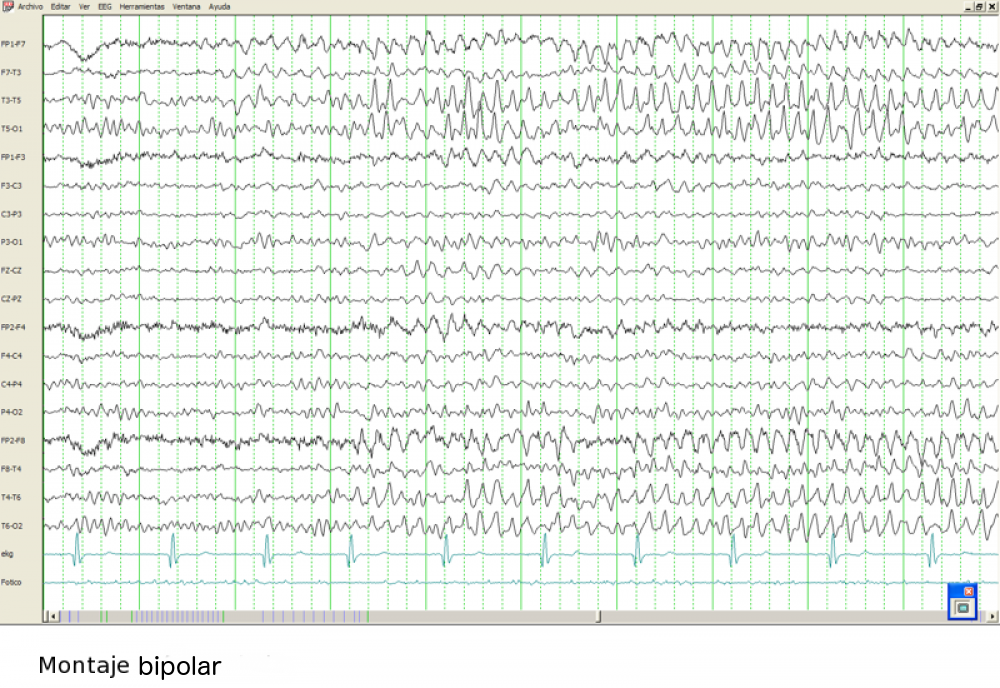 Archivo Editar Ver EEG Herramientas Ventana Ayuda
FP1-F7
F7-T3
T3-T5
T5-O1
FP1-F3
F3-C3
C3-P3
P3-O1
FZ-CZ
CZ-PZ
FP2-F4
F4-C4
C4-P4
P4-O2
FP2-F8
F8-T4
T4-T6
T6-O2
ekg
Fotico
Montaje bipolar